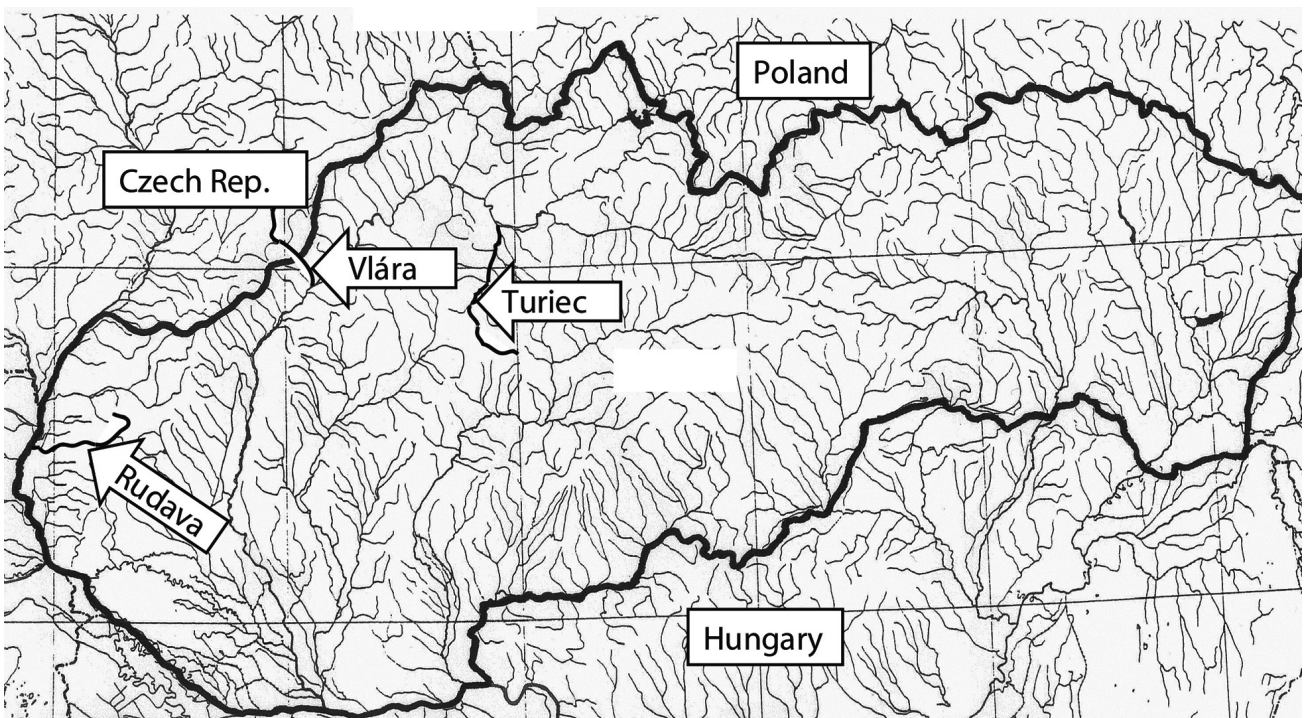 Poland
Czech Rep.
Vlára
Turiec
Rudava
Hungary